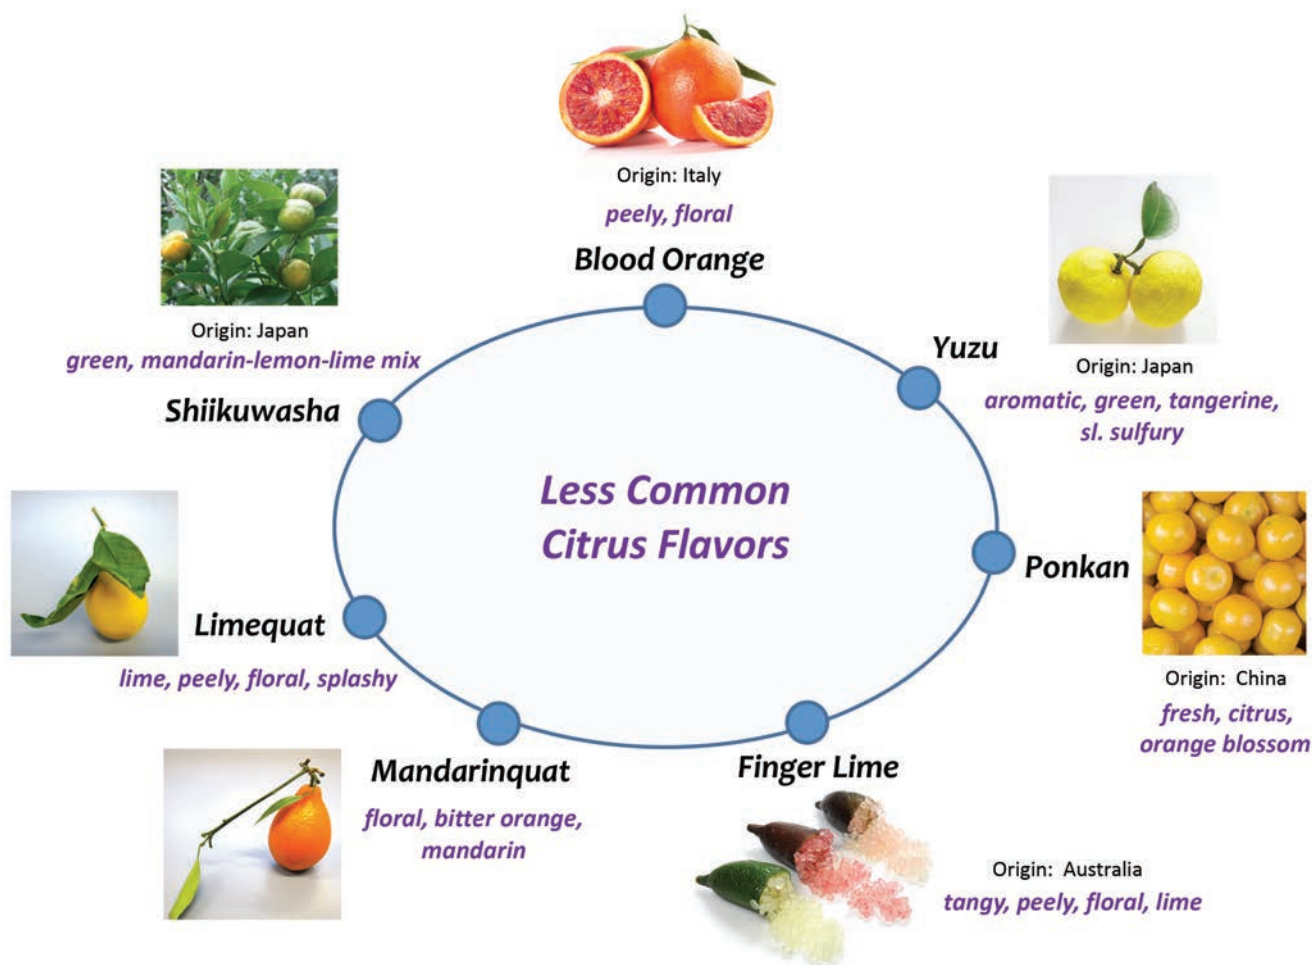 Origin: Italy
peely, floral
Blood Orange
Yuzu
Origin: Japan
aromatic, green, tangerine,
sl. sulfury
Ponkan
Origin: China
fresh, citrus,
orange blossom
Finger Lime
Origin: Australia
tangy, peely, floral, lime
Mandarinquat
floral, bitter orange,
mandarin
Limequat
lime, peely, floral, splashy
Origin: Japan
green, mandarin-lemon-lime mix
Shiikuwasha
Less Common
Citrus Flavors